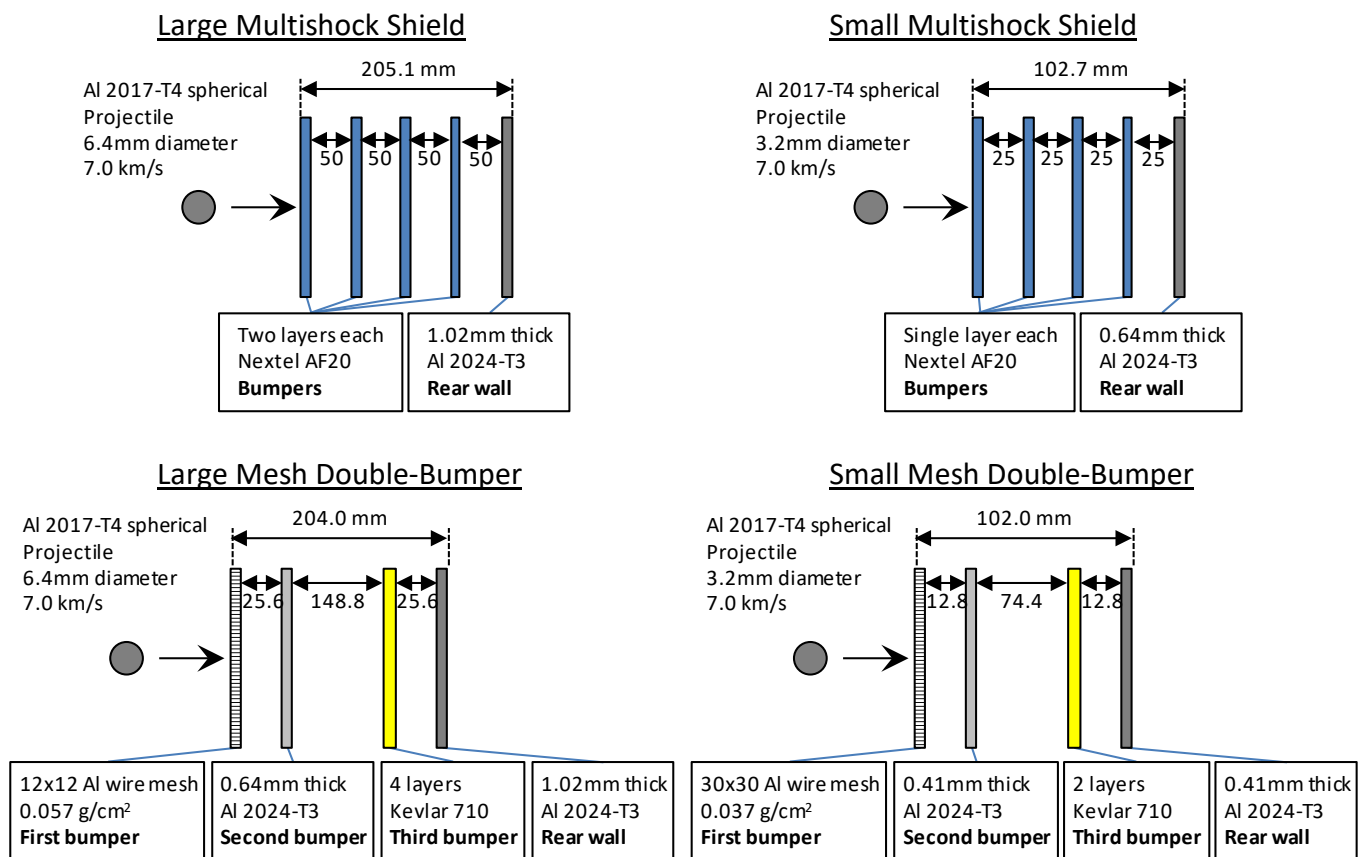 Large Multishock Shield
205.1 mm
Al 2017-T4 spherical
Projectile
6.4mm diameter
7.0 km/s
50
50
50
50
Two layers each
Nextel AF20
Bumpers
1.02mm thick
Al 2024-T3
Rear wall
Small Multishock Shield
102.7 mm
Al 2017-T4 spherical
Projectile
3.2mm diameter
7.0 km/s
25
25
25
25
Single layer each
Nextel AF20
Bumpers
0.64mm thick
Al 2024-T3
Rear wall
Large Mesh Double-Bumper
204.0 mm
Al 2017-T4 spherical
Projectile
6.4mm diameter
7.0 km/s
25.6
148.8
25.6
12x12 Al wire mesh
0.057 g/cm²
First bumper
0.64mm thick
Al 2024-T3
Second bumper
4 layers
Kevlar 710
Third bumper
1.02mm thick
Al 2024-T3
Rear wall
Small Mesh Double-Bumper
102.0 mm
Al 2017-T4 spherical
Projectile
3.2mm diameter
7.0 km/s
12.8
74.4
12.8
30x30 Al wire mesh
0.037 g/cm²
First bumper
0.41mm thick
Al 2024-T3
Second bumper
2 layers
Kevlar 710
Third bumper
0.41mm thick
Al 2024-T3
Rear wall